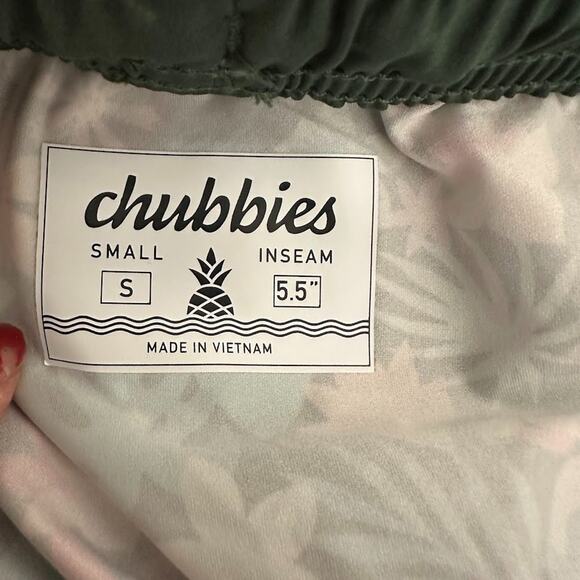 chubbies
SMALL INSEAM
S 5.5"
MADE IN VIETNAM